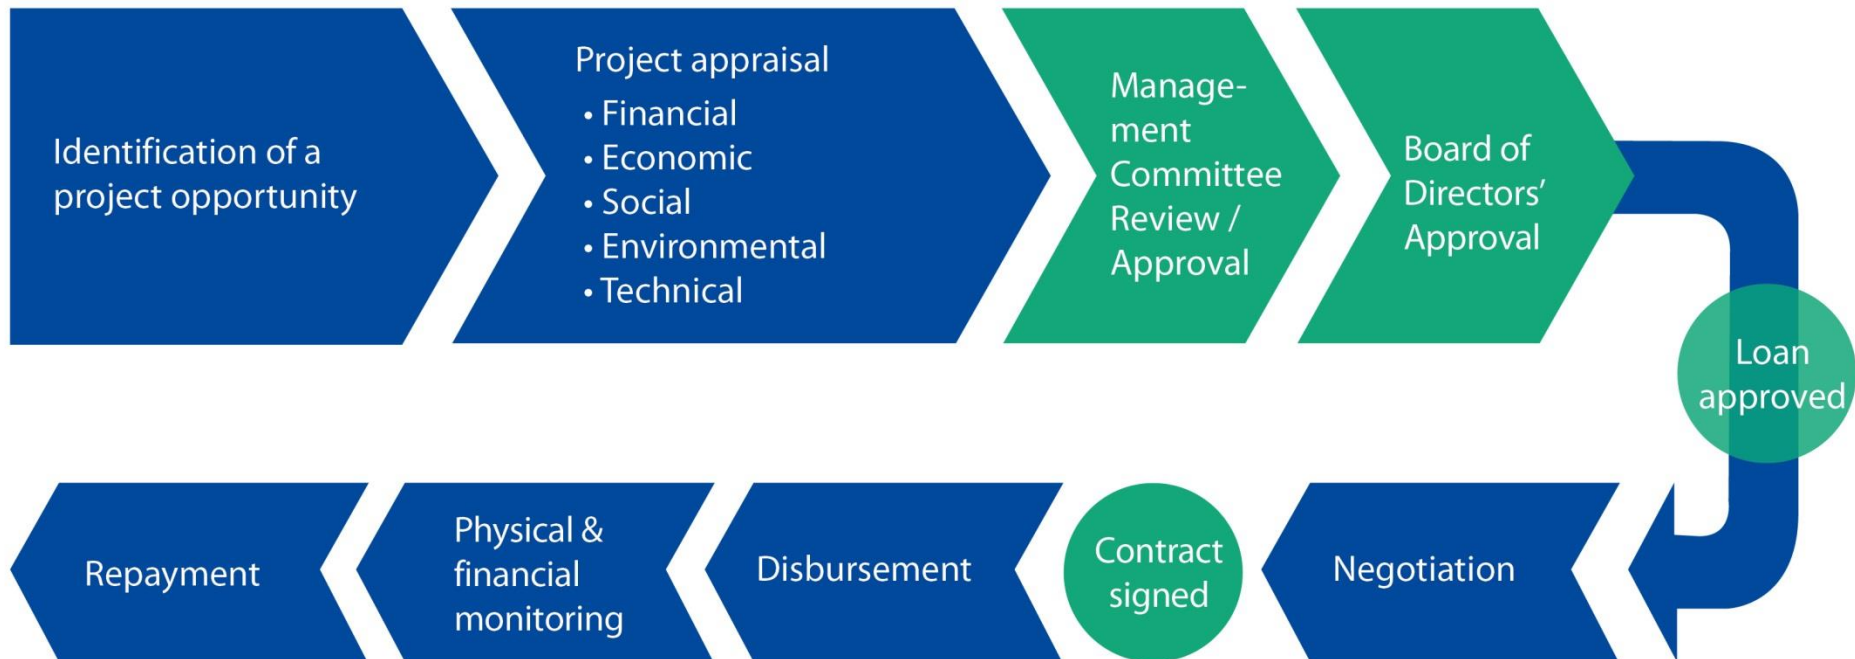 Identification of a
project opportunity
Project appraisal
• Financial
• Economic
• Social
• Environmental
• Technical
Manage-
ment
Committee
Review /
Approval
Board of
Directors’
Approval
Loan
approved
Negotiation
Contract
signed
Disbursement
Physical &
financial
monitoring
Repayment